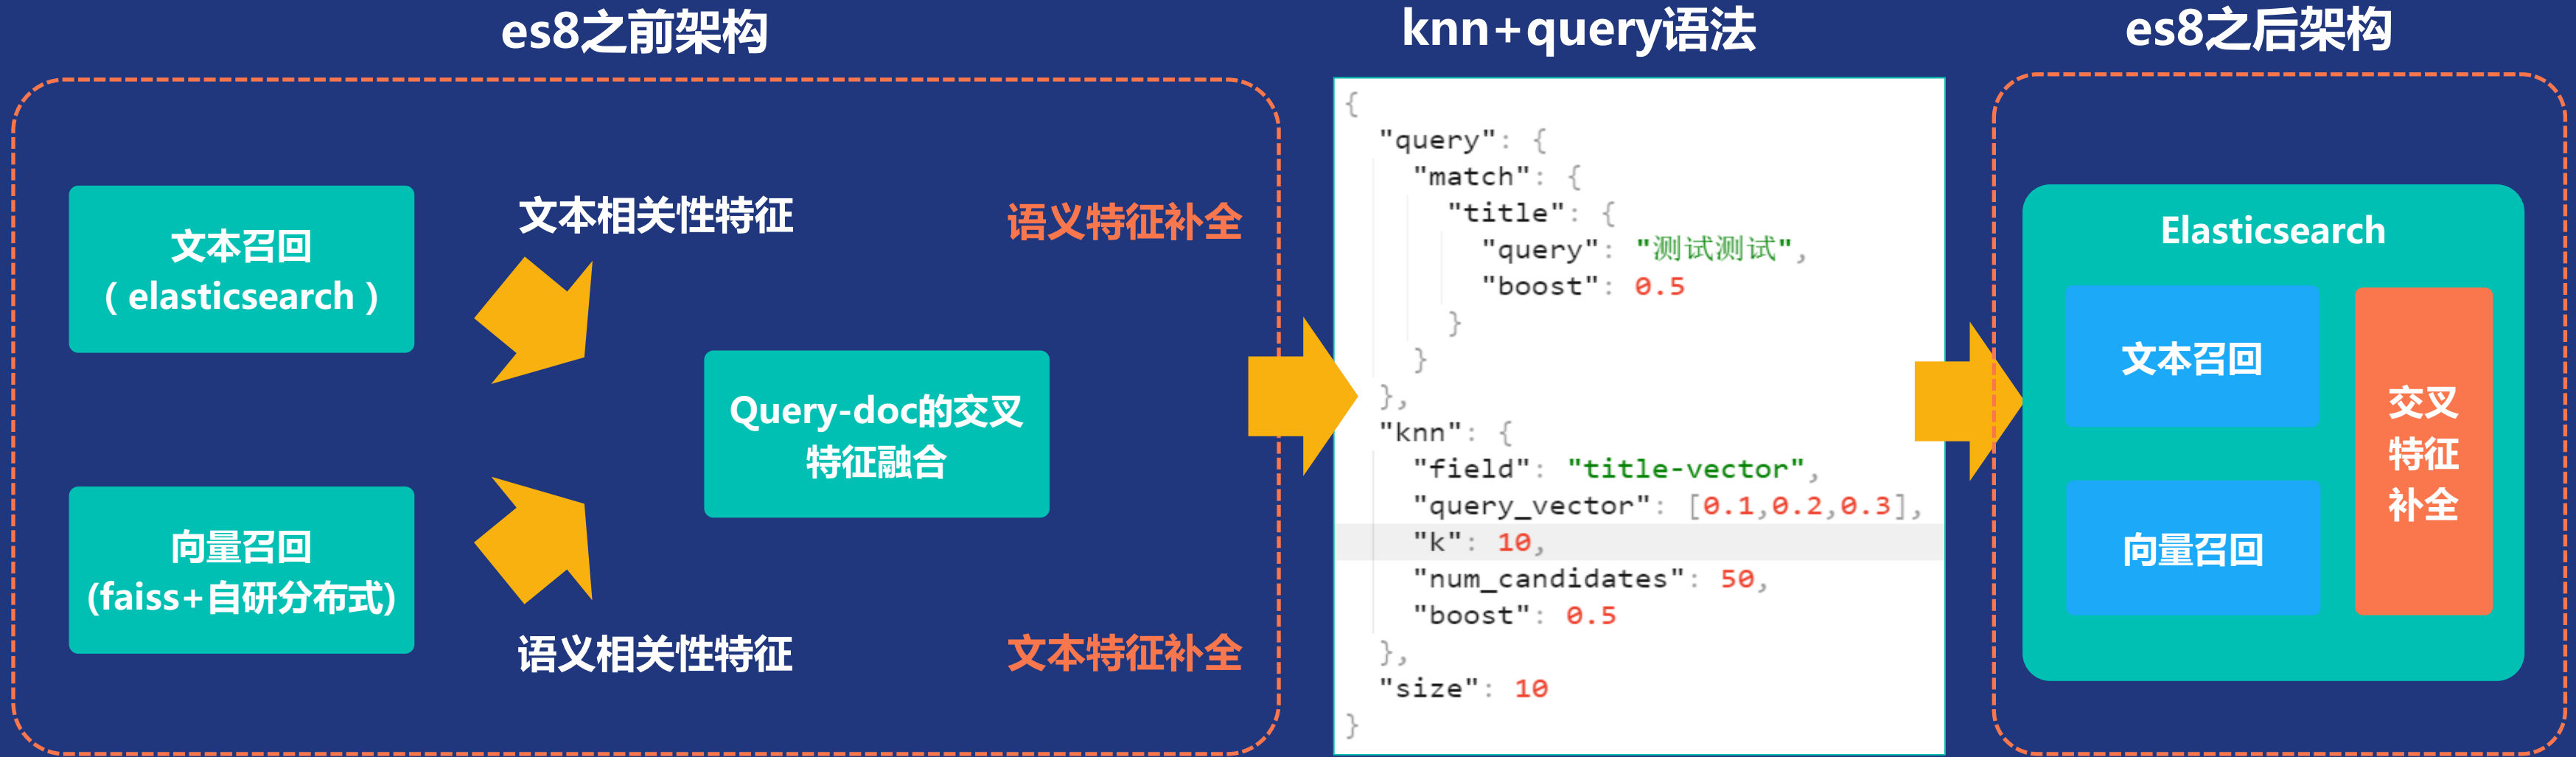 es8之前架构
文本召回
（elasticsearch）
向量召回
(faiss+自研分布式)
文本相关性特征
语义相关性特征
Query-doc的交叉
特征融合
语义特征补全
文本特征补全
knn+query语法
{
"query": {
"match": {
"title": {
"query": "测试测试",
"boost": 0.5
}
}
},
"knn": {
"field": "title-vector",
"query_vector": [0.1,0.2,0.3],
"k": 10,
"num_candidates": 50,
"boost": 0.5
},
"size": 10
}
es8之后架构
Elasticsearch
文本召回
向量召回
交叉
特征
补全